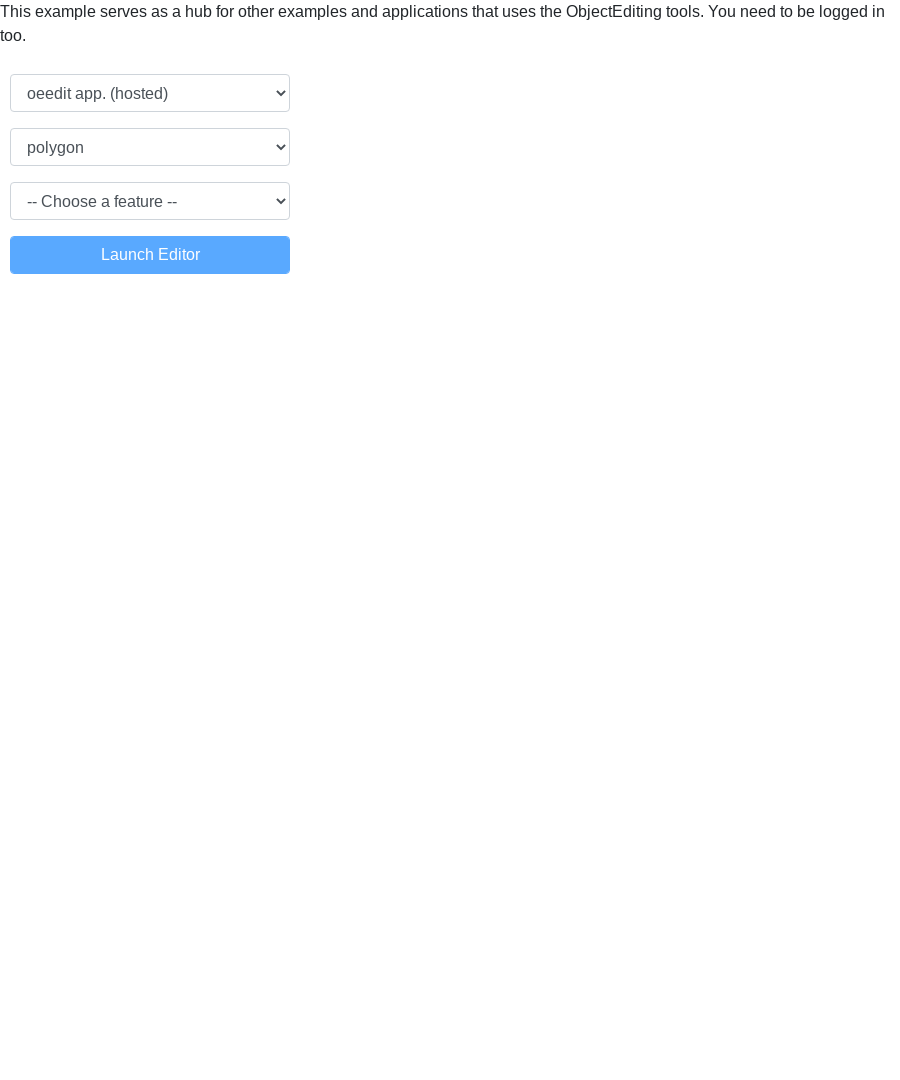 This example serves as a hub for other examples and applications that uses the ObjectEditing tools. You need to be logged in
too.
oeedit app. (hosted)
polygon
-- Choose a feature --
Launch Editor